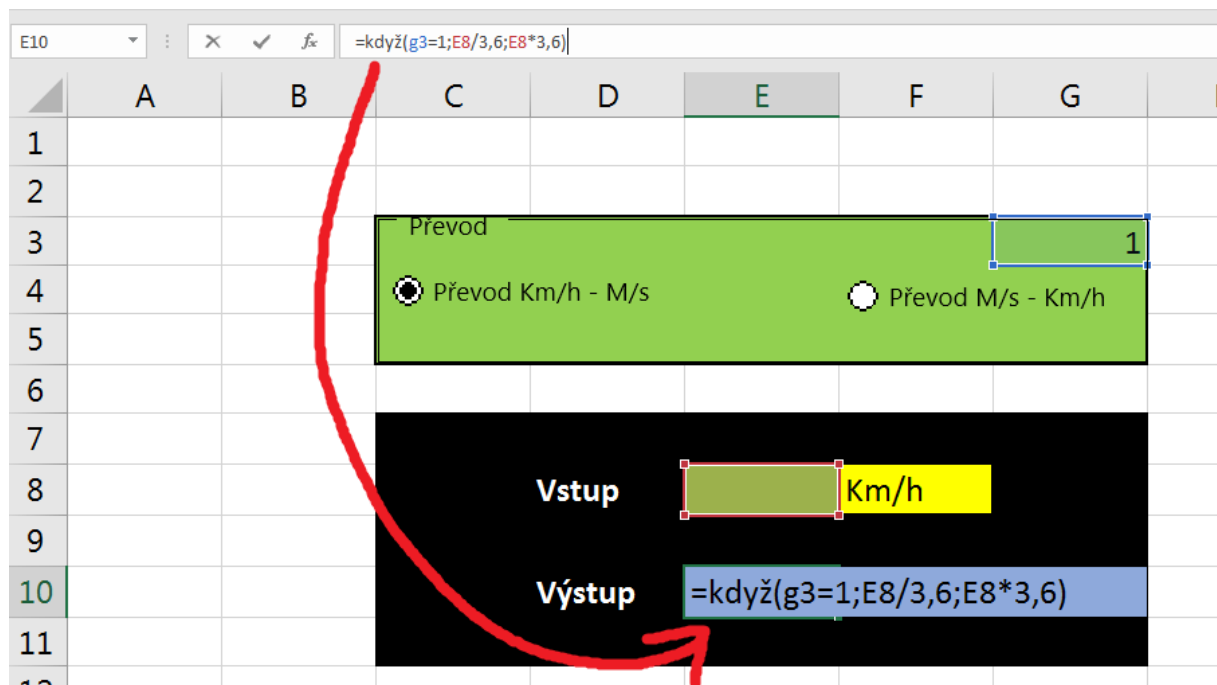 E10 =když(g3=1;E8/3,6;E8*3,6)
A B C D E F G
1
2
3 Převod 1
4 Převod Km/h - M/s Převod M/s - Km/h
5
6
7
8 Vstup Km/h
9
10 Výstup =když(g3=1;E8/3,6;E8*3,6)
11